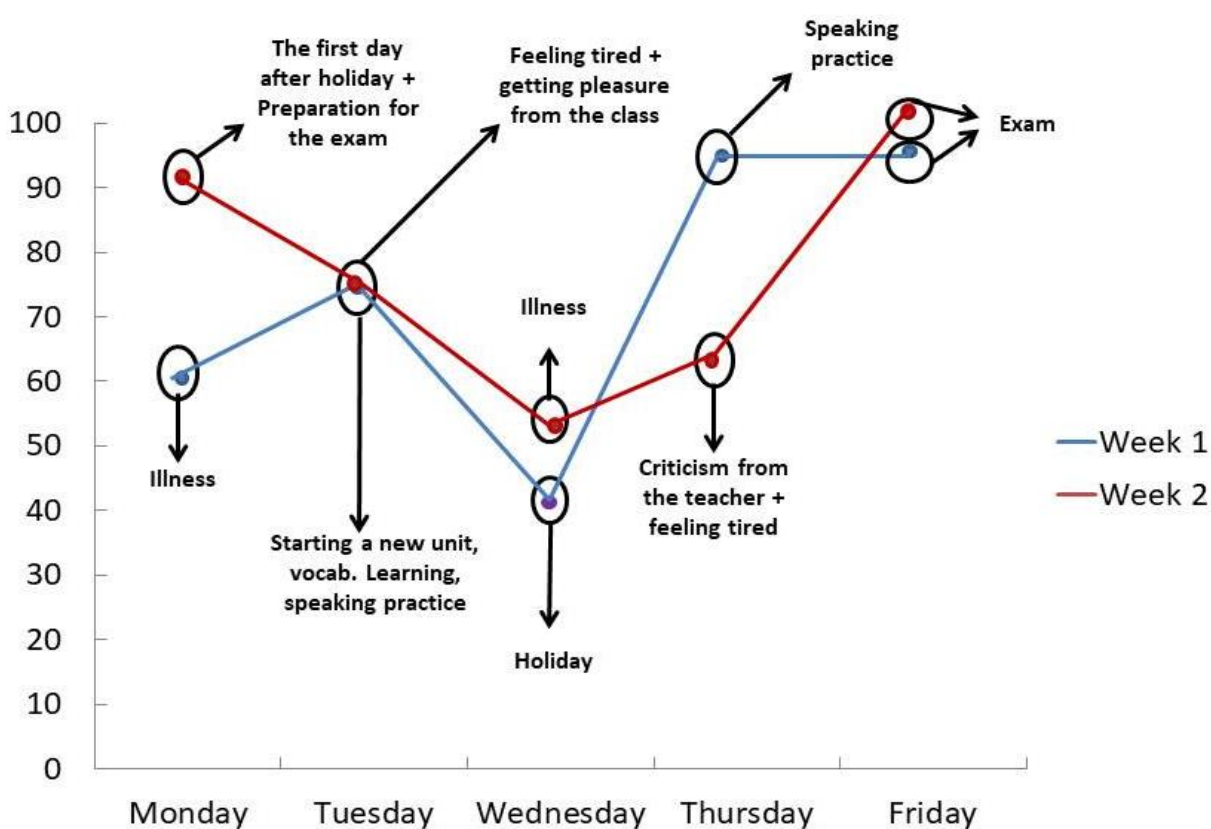 Speaking
practice
The first day
after holiday +
Preparation for
the exam
Feeling tired +
getting pleasure
from the class
Exam
100
90
80
70
60
50
40
30
20
10
0
Illness
Illness
Criticism from
the teacher +
feeling tired
Starting a new unit,
vocab. Learning,
speaking practice
Holiday
Week 1
Week 2
Monday
Tuesday
Wednesday
Thursday
Friday